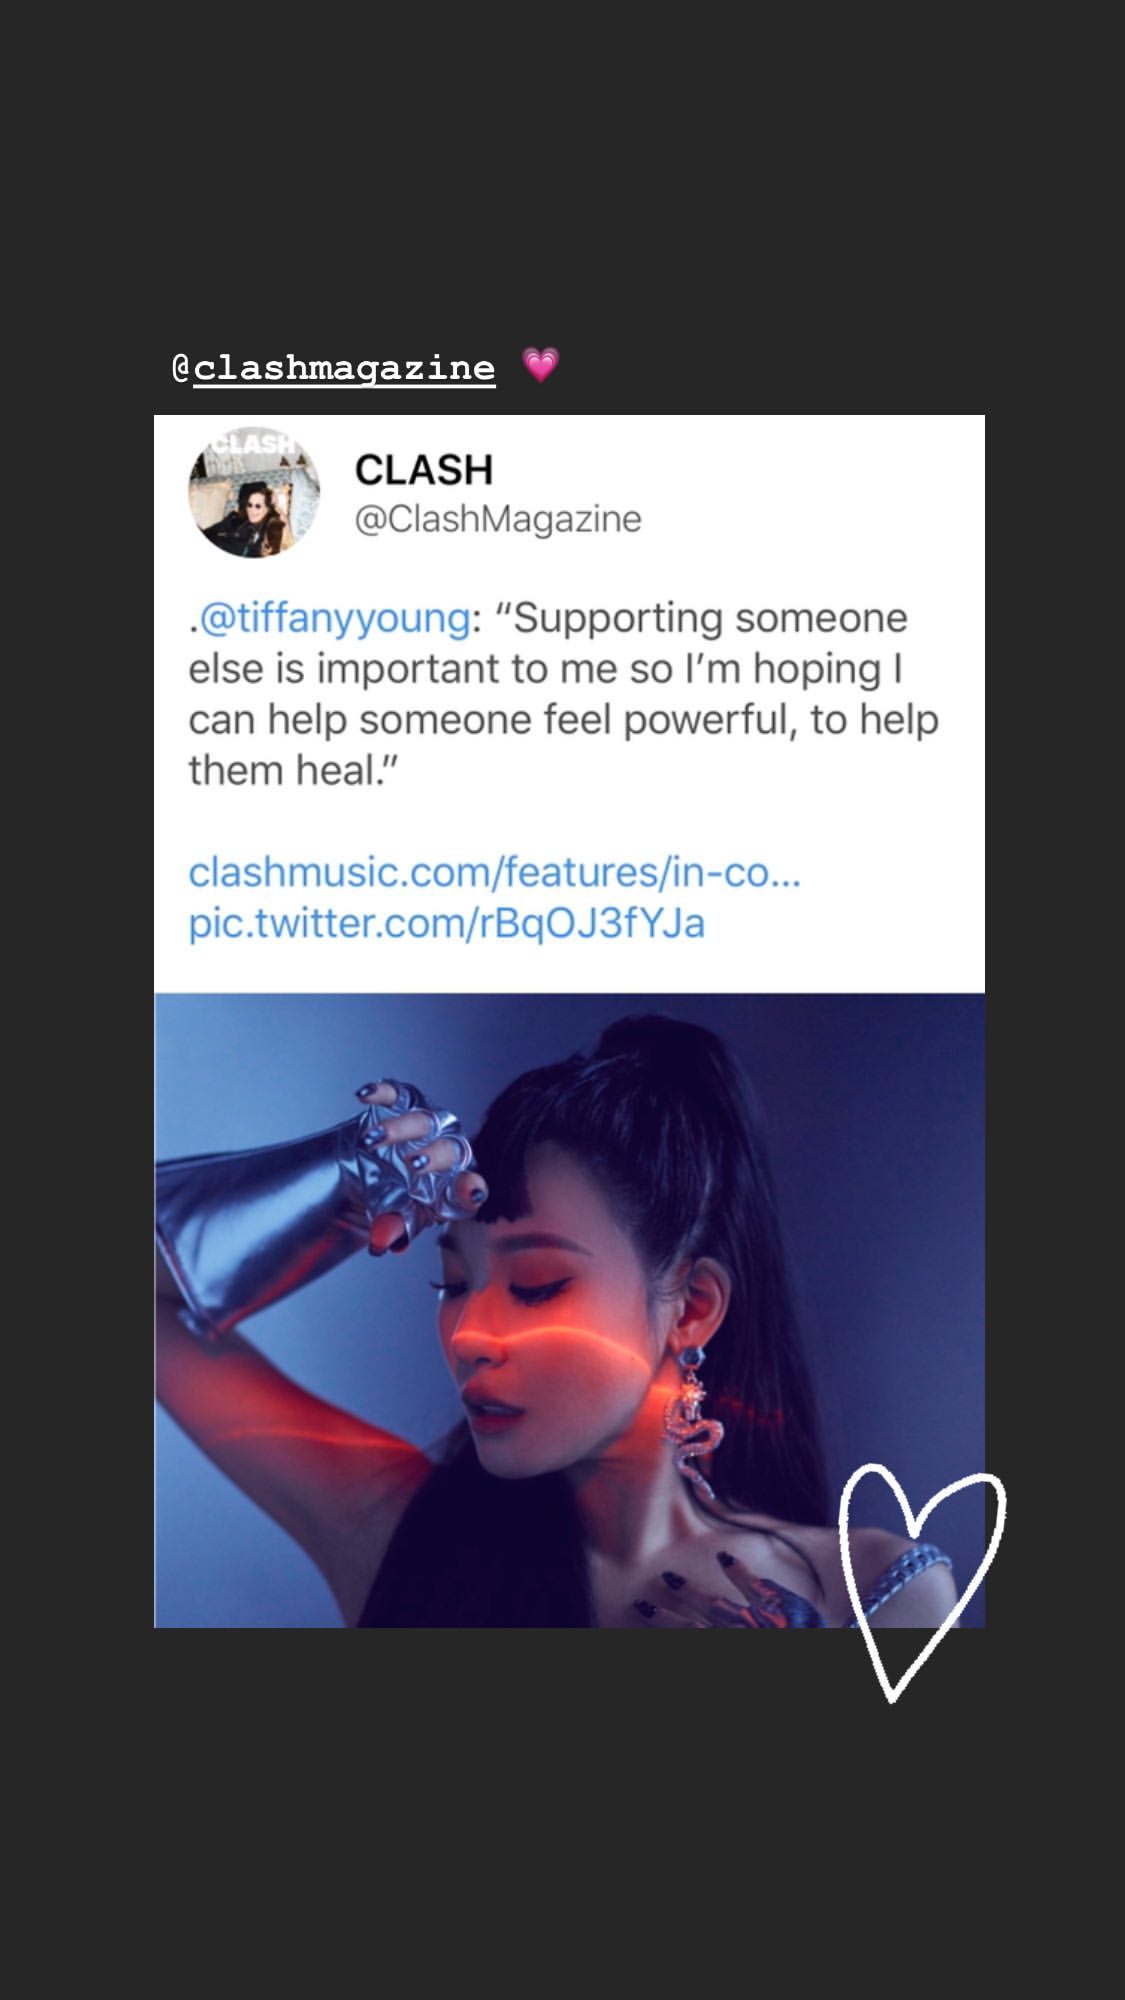 @clashmagazine 💗
CLASH
CLASH
@ClashMagazine
.@tiffanyyoung: “Supporting someone
else is important to me so I’m hoping I
can help someone feel powerful, to help
them heal.”
clashmusic.com/features/in-co...
pic.twitter.com/rBqOJ3fYJa